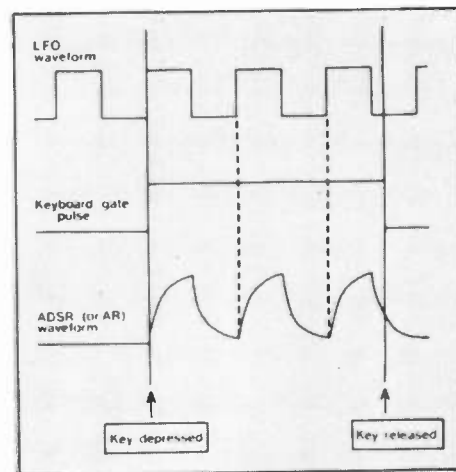 LFO
waveform
Keyboard gate
pulse
ADSR (or AR)
waveform
Key depressed
Key released